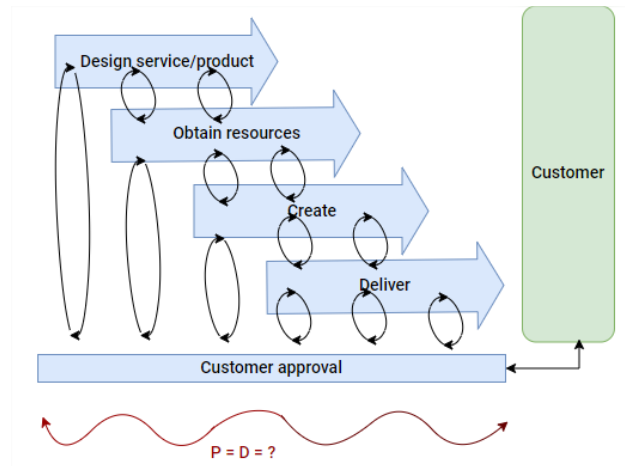 Design service/product
Obtain resources
Customer
Create
Deliver
Customer approval
P = D = ?